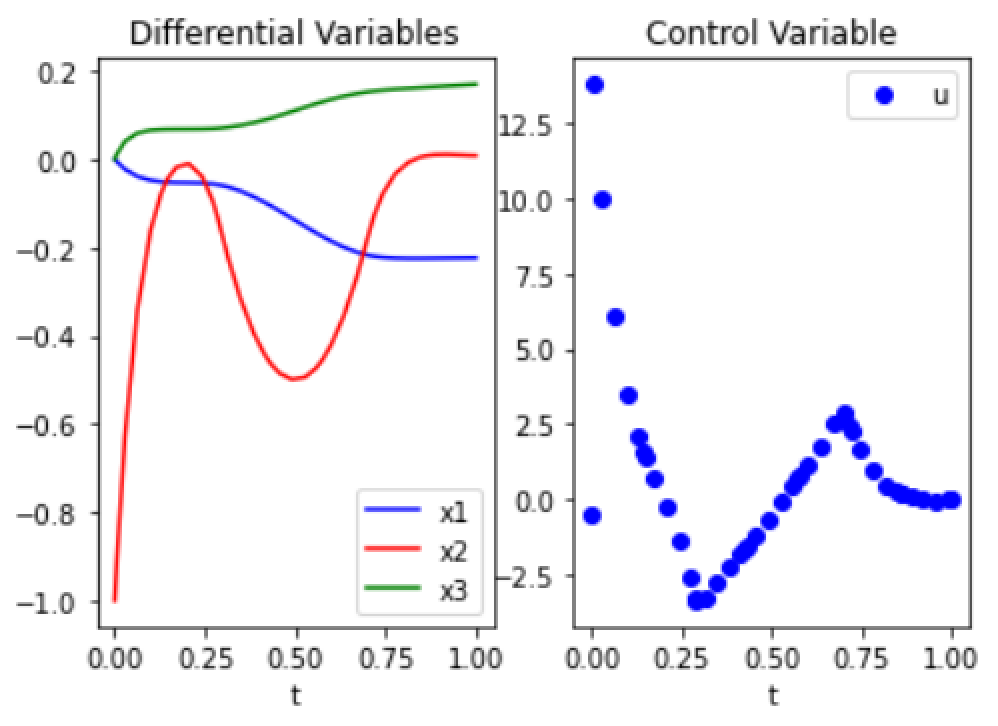 Differential Variables
0.2
0.0
−0.2
−0.4
−0.6
−0.8
−1.0
x1
x2
x3
0.00 0.25 0.50 0.75 1.00
t
Control Variable
12.5
10.0
7.5
5.0
2.5
0.0
−2.5
u
0.00 0.25 0.50 0.75 1.00
t